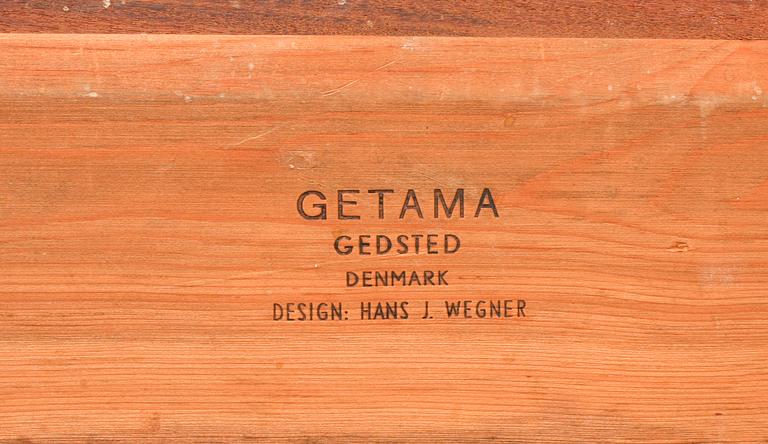 GETAMA
GEDSTED
DENMARK
DESIGN: HANS J. WEGNER